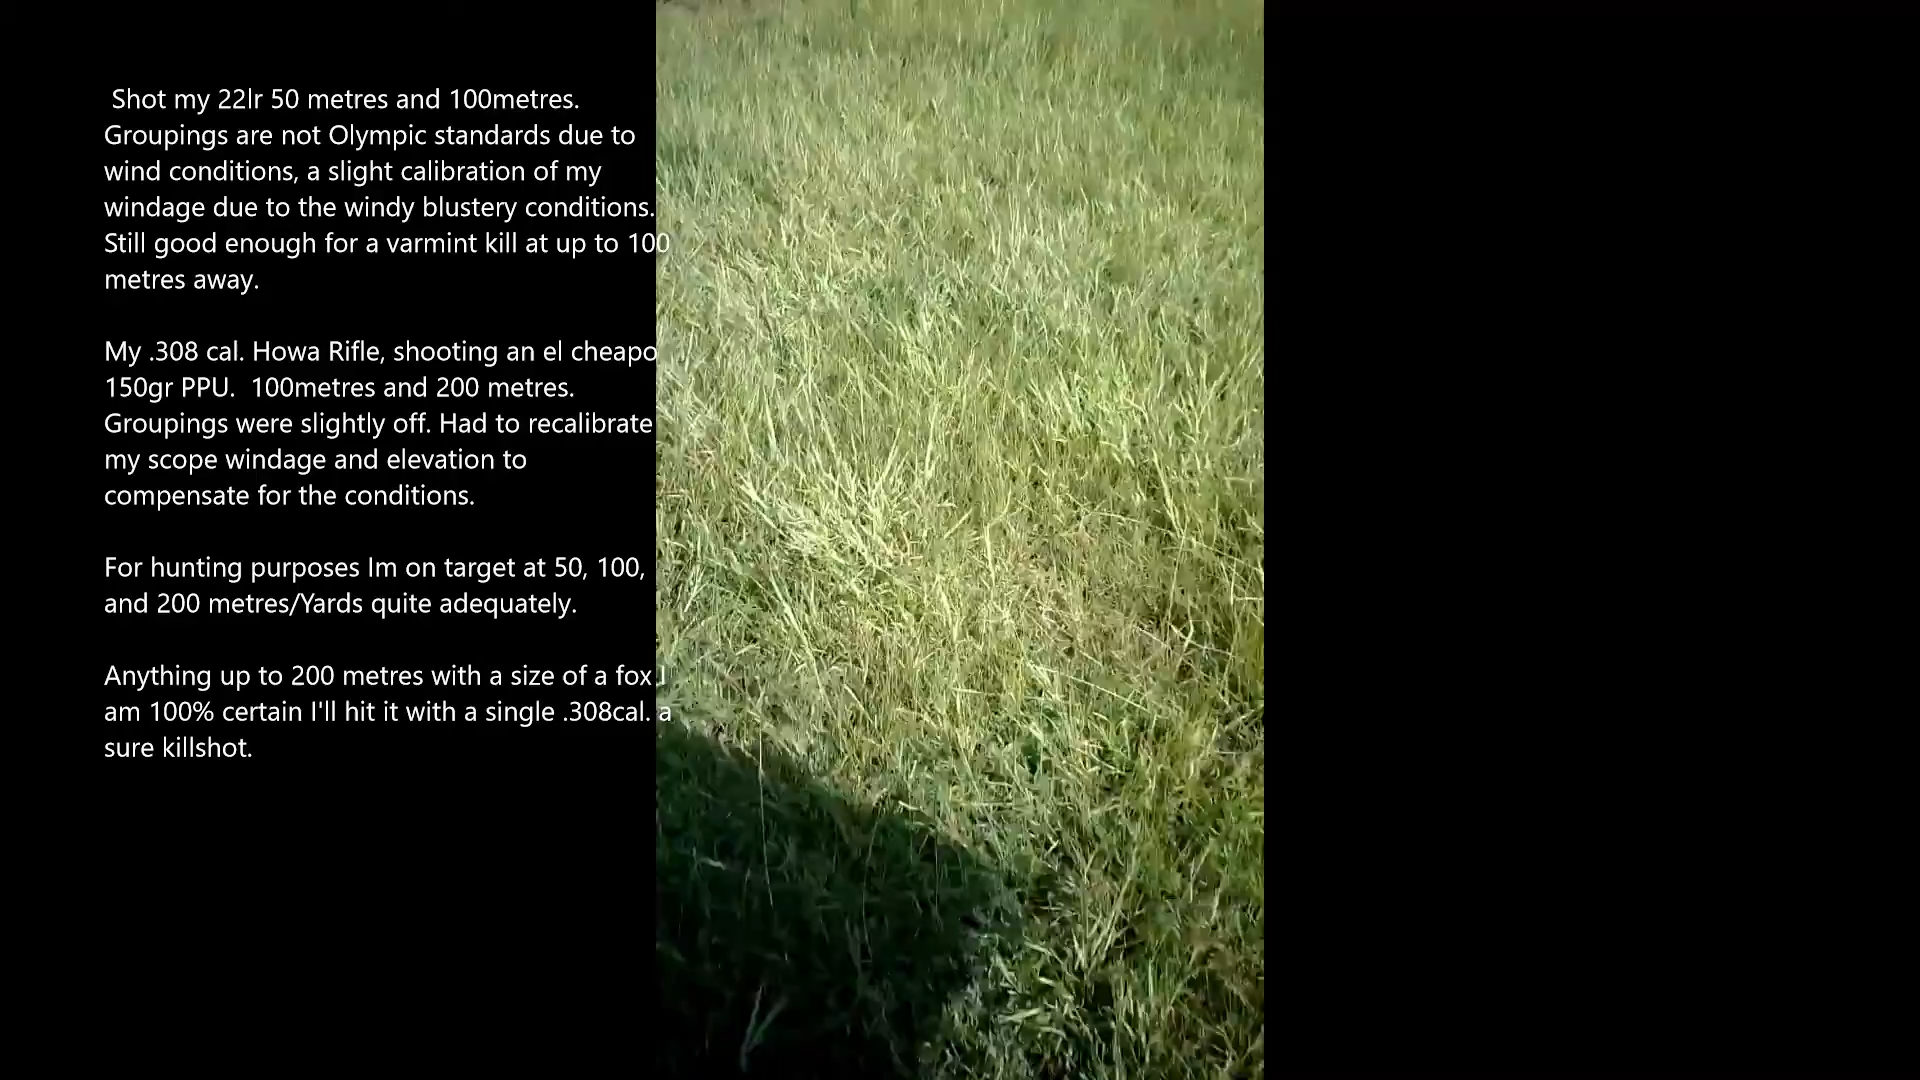 Shot my 22lr 50 metres and 100metres.
Groupings are not Olympic standards due to
wind conditions, a slight calibration of my
windage due to the windy blustery conditions.
Still good enough for a varmint kill at up to 100
metres away.
My .308 cal. Howa Rifle, shooting an el cheapo
150gr PPU.  100metres and 200 metres.
Groupings were slightly off. Had to recalibrate
my scope windage and elevation to
compensate for the conditions.
For hunting purposes Im on target at 50, 100,
and 200 metres/Yards quite adequately.
Anything up to 200 metres with a size of a fox I
am 100% certain I'll hit it with a single .308cal. a
sure killshot.